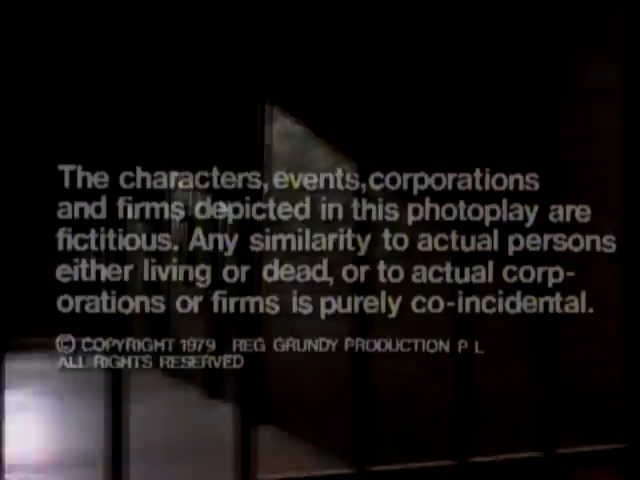 The characters, events, corporations
and firms depicted in this photoplay are
fictitious. Any similarity to actual persons
either living or dead, or to actual corp-
orations or firms is purely co-incidental.
© COPYRIGHT 1979 REG GRUNDY PRODUCTION P L
ALL RIGHTS RESERVED